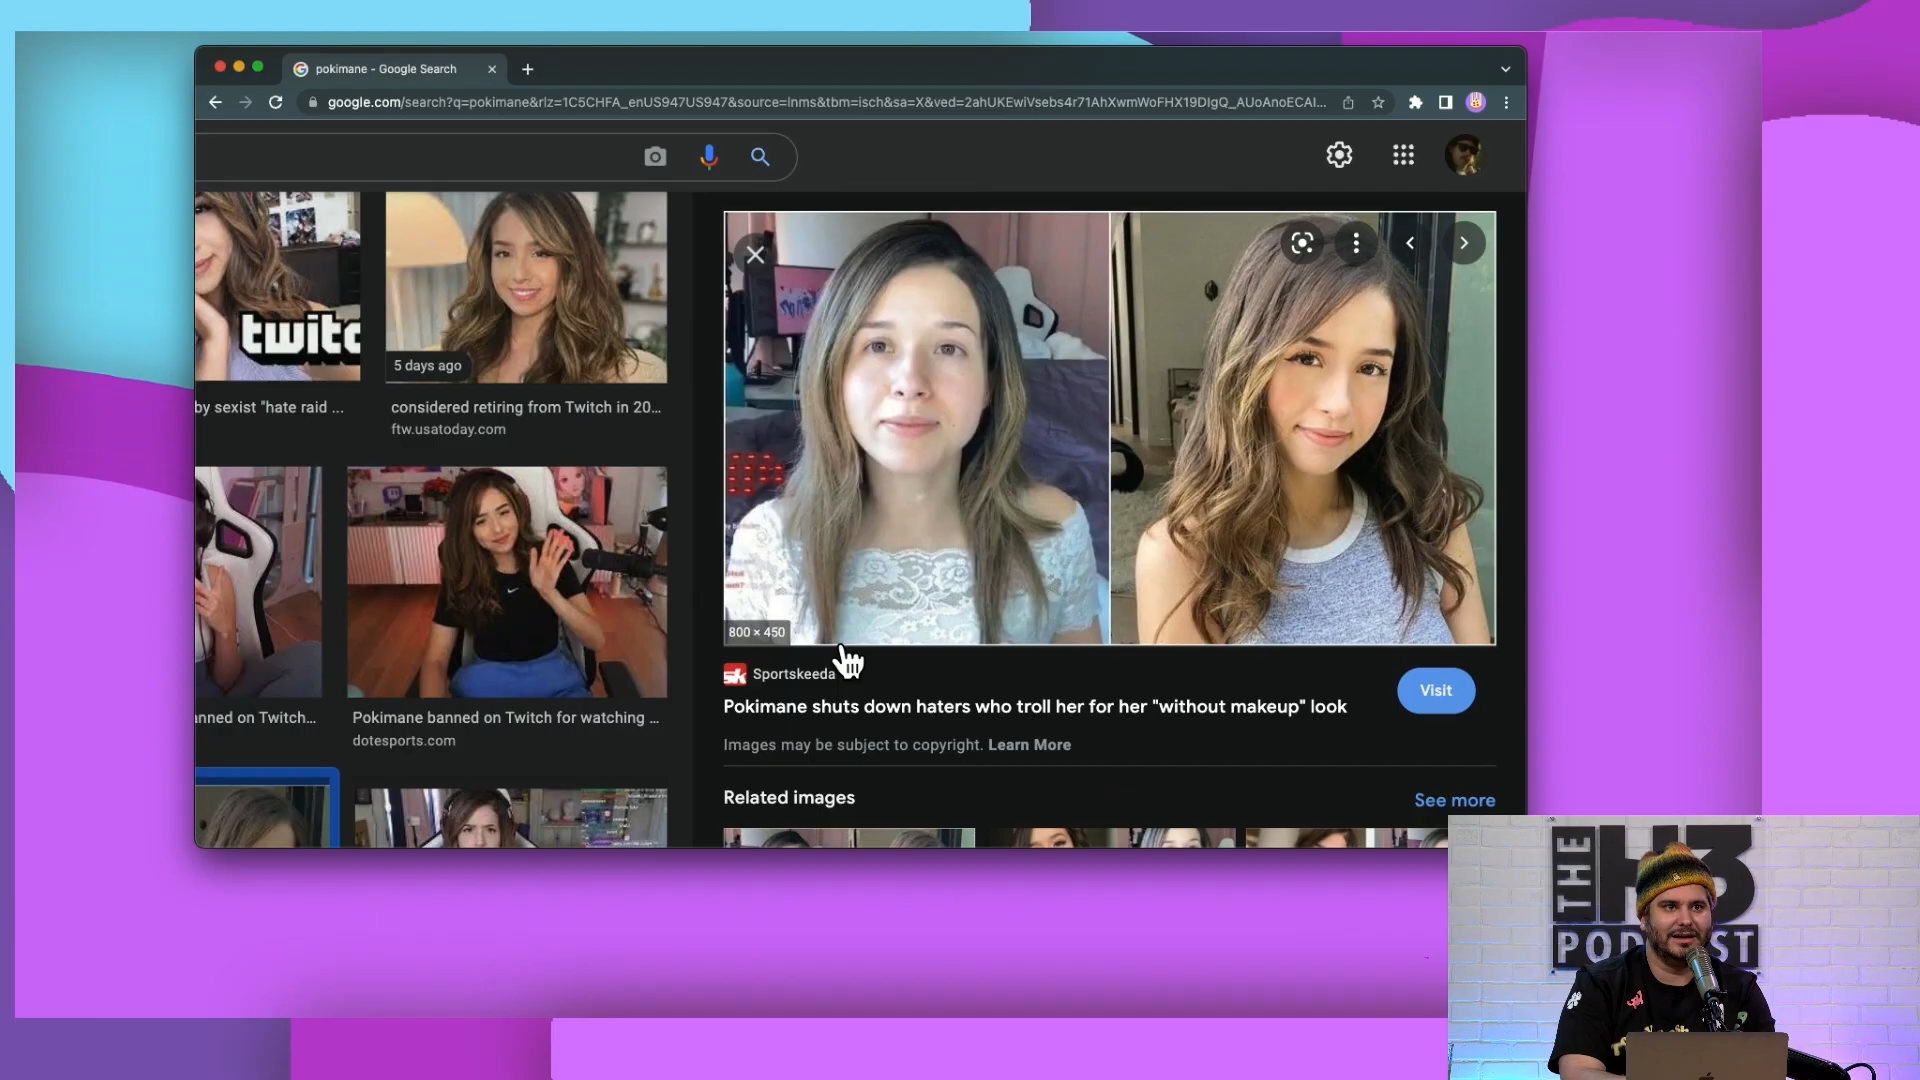 pokimane - Google Search
google.com/search?q=pokimane&rlz=1C5CHFA_enUS947US947&source=lnms&tbm=isch&sa=X&ved=2ahUKEwiVsebs4r71AhXwmWoFHX19DIgQ_AUoAnoECAI...
twitc
5 days ago
by sexist "hate raid ...
considered retiring from Twitch in 20...
ftw.usatoday.com
800 × 450
sk Sportskeeda
Pokimane shuts down haters who troll her for her "without makeup" look
Visit
Images may be subject to copyright. Learn More
anned on Twitch...
Pokimane banned on Twitch for watching ...
dotesports.com
Related images
See more
THE H3
PODCAST